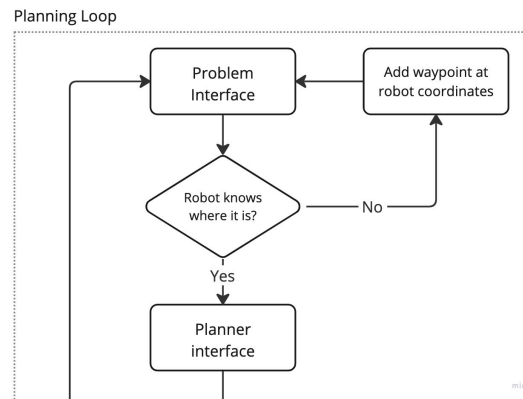 Planning Loop
Problem
Interface
Add waypoint at
robot coordinates
Robot knows
where it is?
No
Yes
Planner
interface